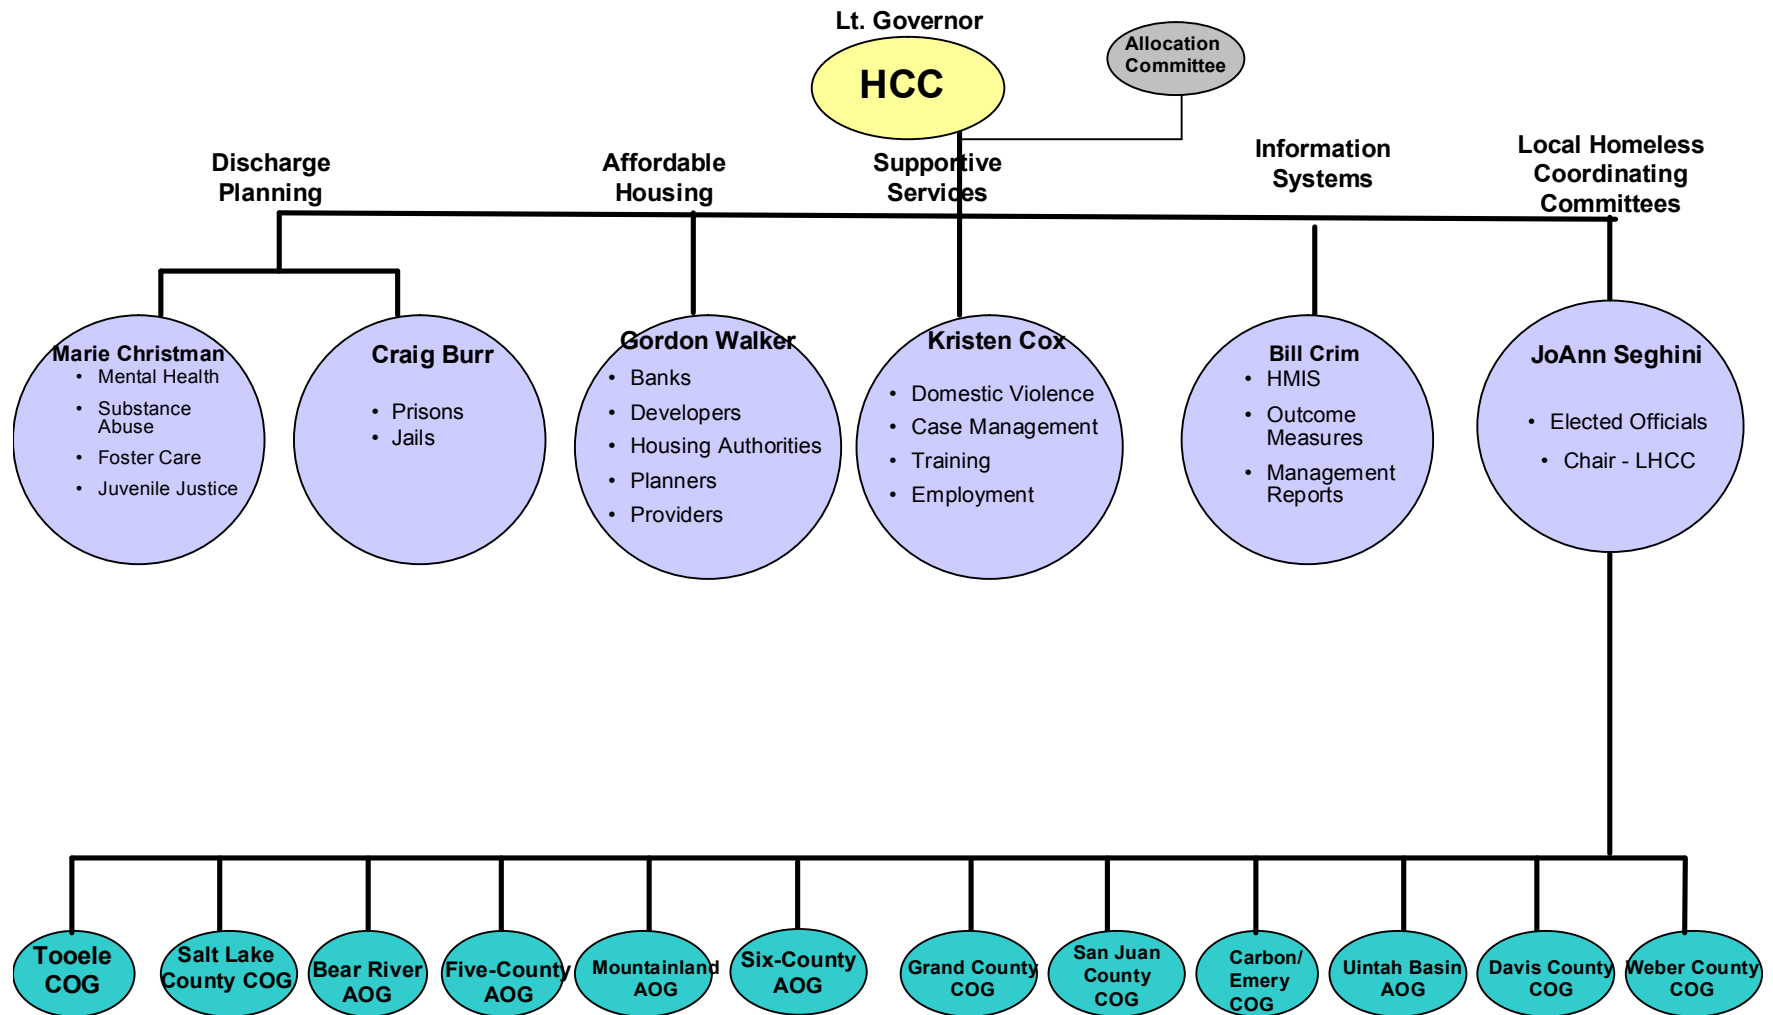 Lt. Governor
HCC
Allocation
Committee
Discharge
Planning
Affordable
Housing
Supportive
Services
Information
Systems
Local Homeless
Coordinating
Committees
Marie Christman
• Mental Health
• Substance
Abuse
• Foster Care
• Juvenile Justice
Craig Burr
• Prisons
• Jails
Gordon Walker
• Banks
• Developers
• Housing Authorities
• Planners
• Providers
Kristen Cox
• Domestic Violence
• Case Management
• Training
• Employment
Bill Crim
• HMIS
• Outcome
Measures
• Management
Reports
JoAnn Seghini
• Elected Officials
• Chair - LHCC
Tooele
COG
Salt Lake
County COG
Bear River
AOG
Five-County
AOG
Mountainland
AOG
Six-County
AOG
Grand County
COG
San Juan
County
COG
Carbon/
Emery
COG
Uintah Basin
AOG
Davis County
COG
Weber County
COG